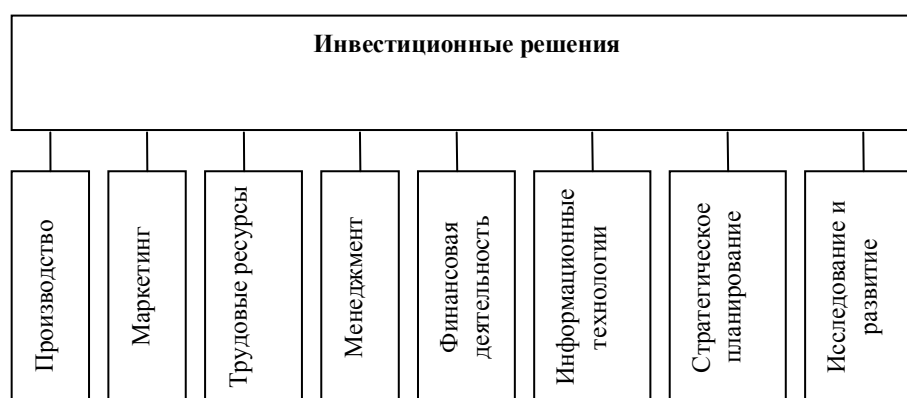 Инвестиционные решения
Производство
Маркетинг
Трудовые ресурсы
Менеджмент
Финансовая
деятельность
Информационные
технологии
Стратегическое
планирование
Исследование и
развитие